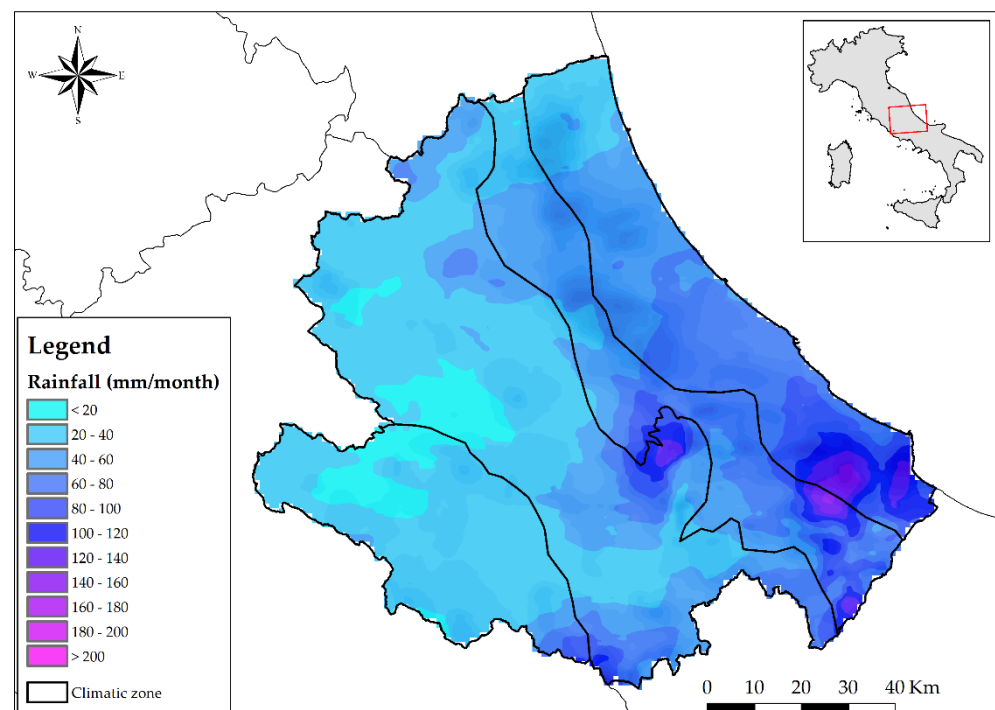 N
W E
S
Legend
Rainfall (mm/month)
< 20
20 - 40
40 - 60
60 - 80
80 - 100
100 - 120
120 - 140
140 - 160
160 - 180
180 - 200
> 200
Climatic zone
0 10 20 30 40 Km